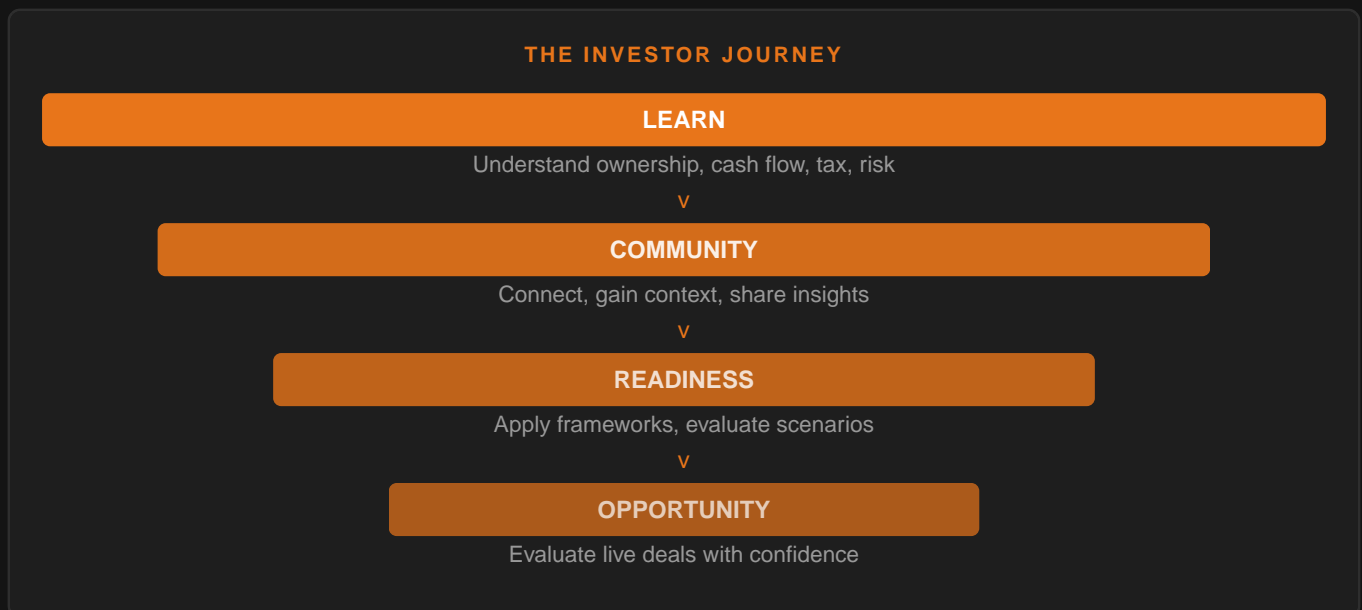 THE INVESTOR JOURNEY
LEARN
Understand ownership, cash flow, tax, risk
v
COMMUNITY
Connect, gain context, share insights
v
READINESS
Apply frameworks, evaluate scenarios
v
OPPORTUNITY
Evaluate live deals with confidence